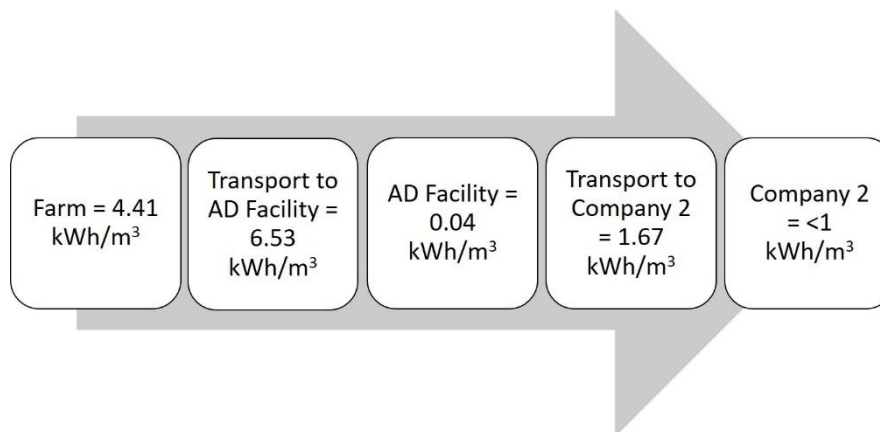 Farm = 4.41
kWh/m³
Transport to
AD Facility =
6.53
kWh/m³
AD Facility =
0.04
kWh/m³
Transport to
Company 2
= 1.67
kWh/m³
Company 2
= <1
kWh/m³